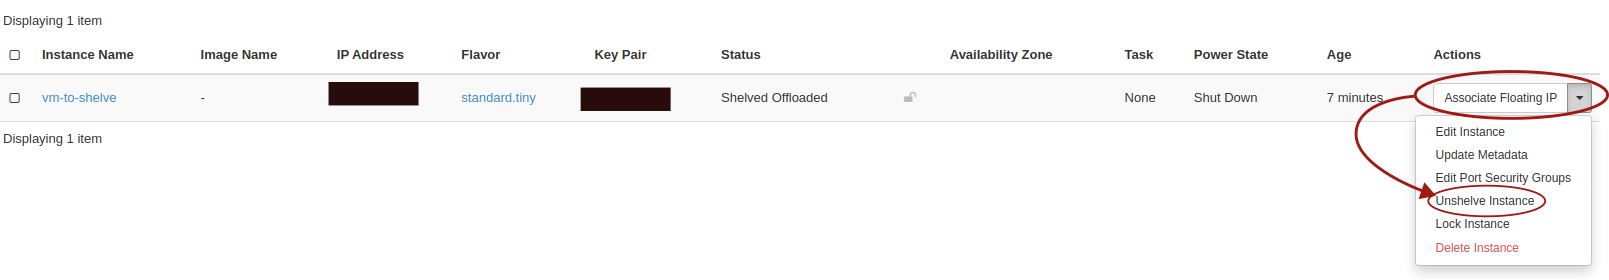 Displaying 1 item
Instance Name Image Name IP Address Flavor Key Pair Status Availability Zone Task Power State Age Actions
vm-to-shelve - standard.tiny Shelved Offloaded None Shut Down 7 minutes Associate Floating IP
Displaying 1 item
Edit Instance
Update Metadata
Edit Port Security Groups
Unshelve Instance
Lock Instance
Delete Instance